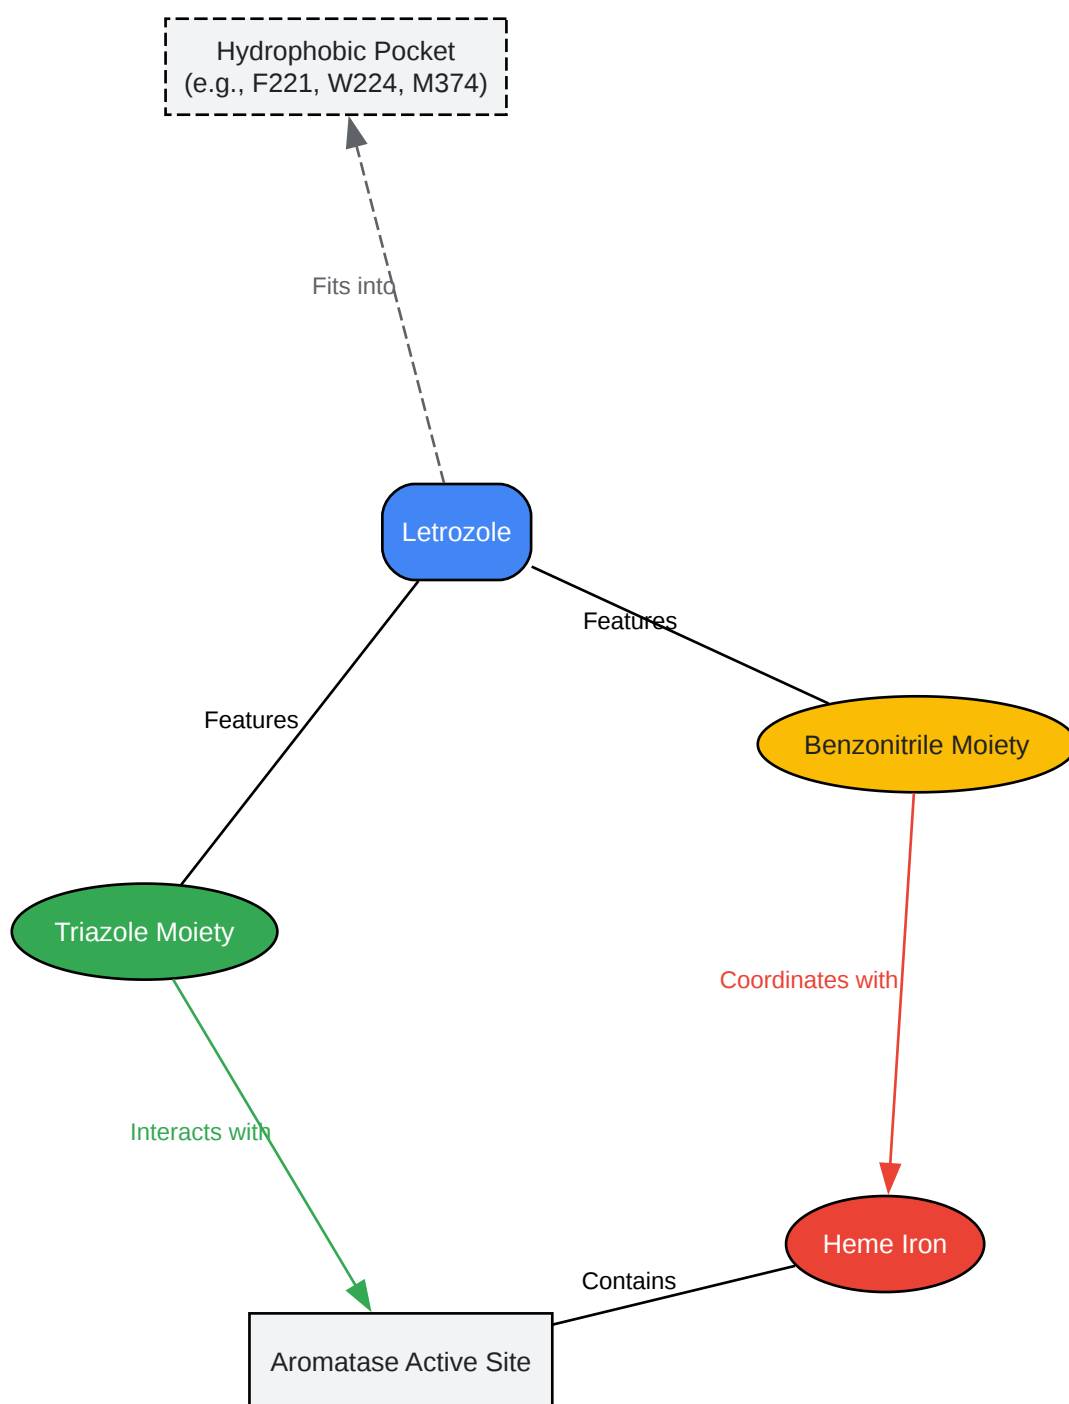 Hydrophobic Pocket
(e.g., F221, W224, M374)
Fits into
Letrozole
Features
Features
Benzonitrile Moiety
Triazole Moiety
Coordinates with
Interacts with
Heme Iron
Contains
Aromatase Active Site